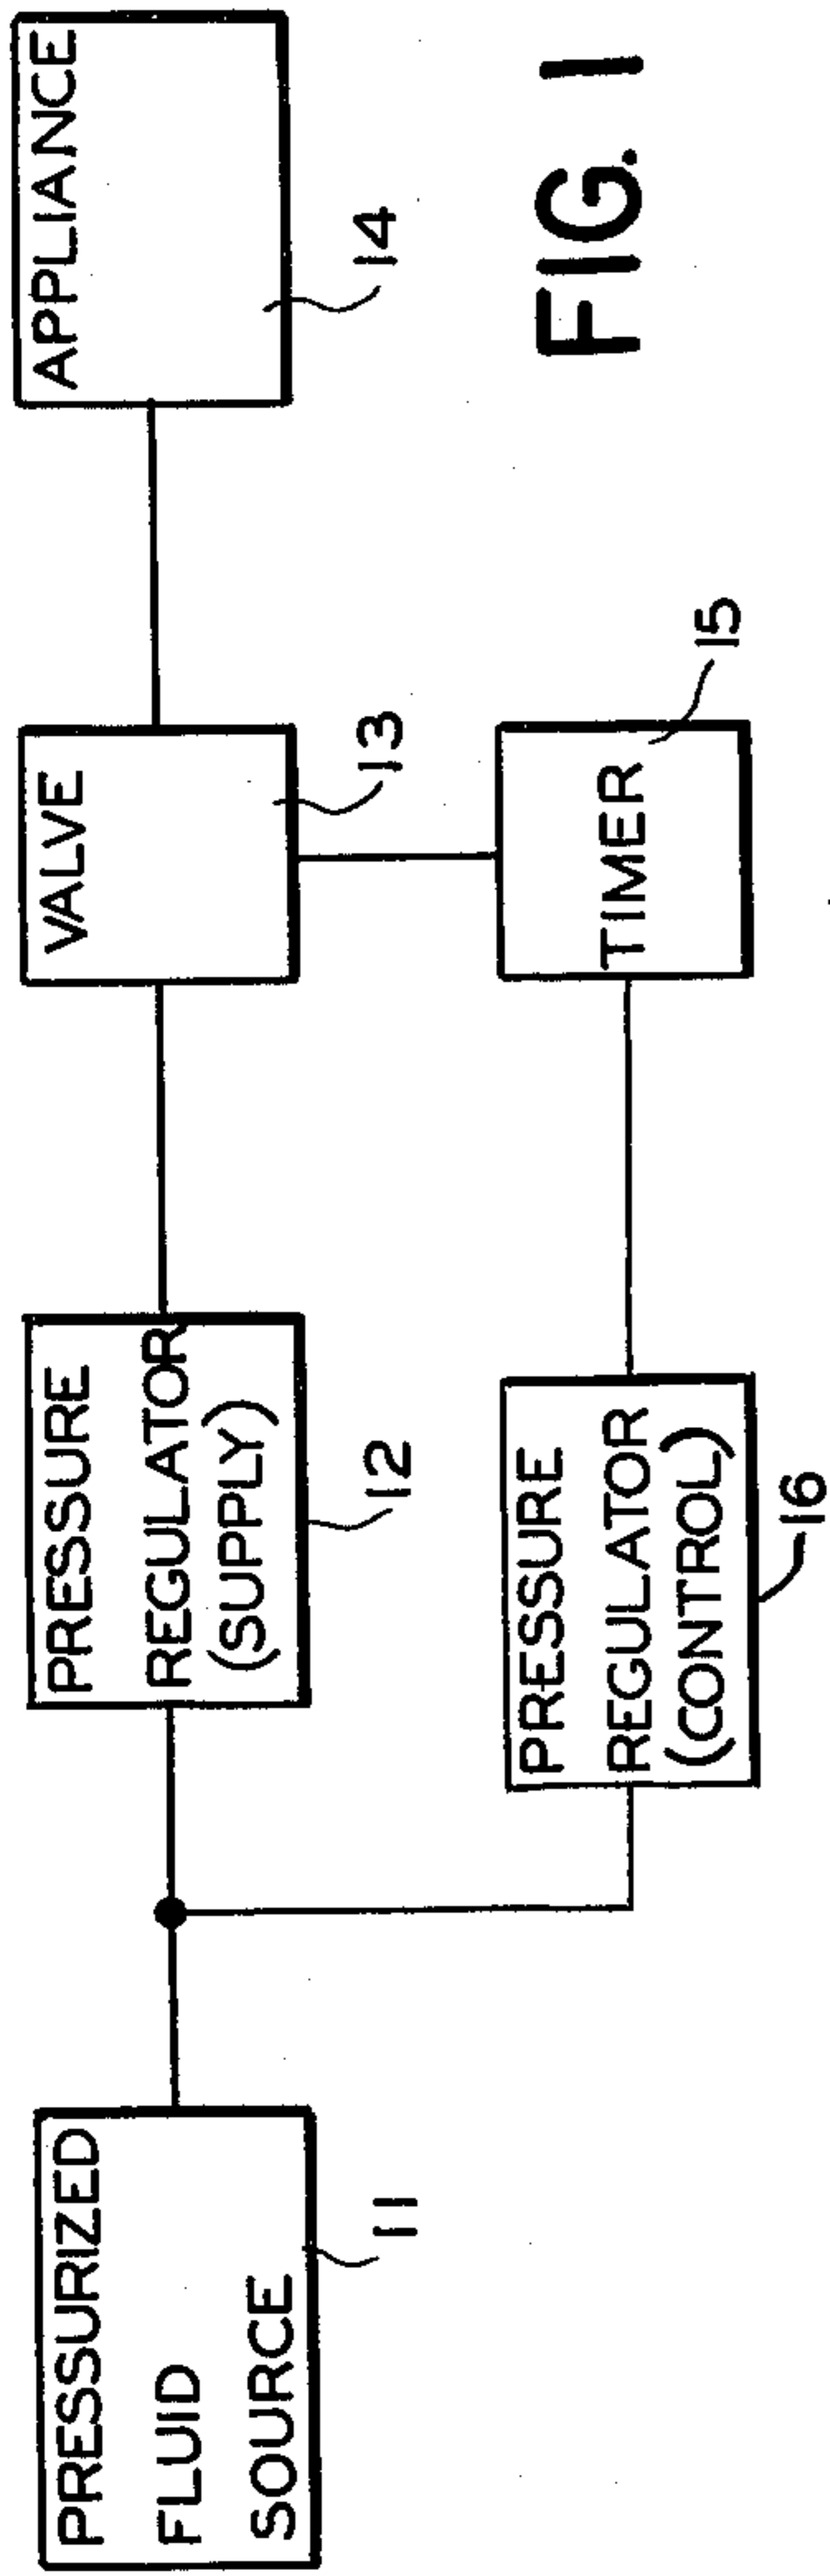 PRESSURIZED
FLUID
SOURCE
11
PRESSURE
REGULATOR
(SUPPLY)
12
VALVE
13
APPLIANCE
14
PRESSURE
REGULATOR
(CONTROL)
16
TIMER
15
FIG. 1